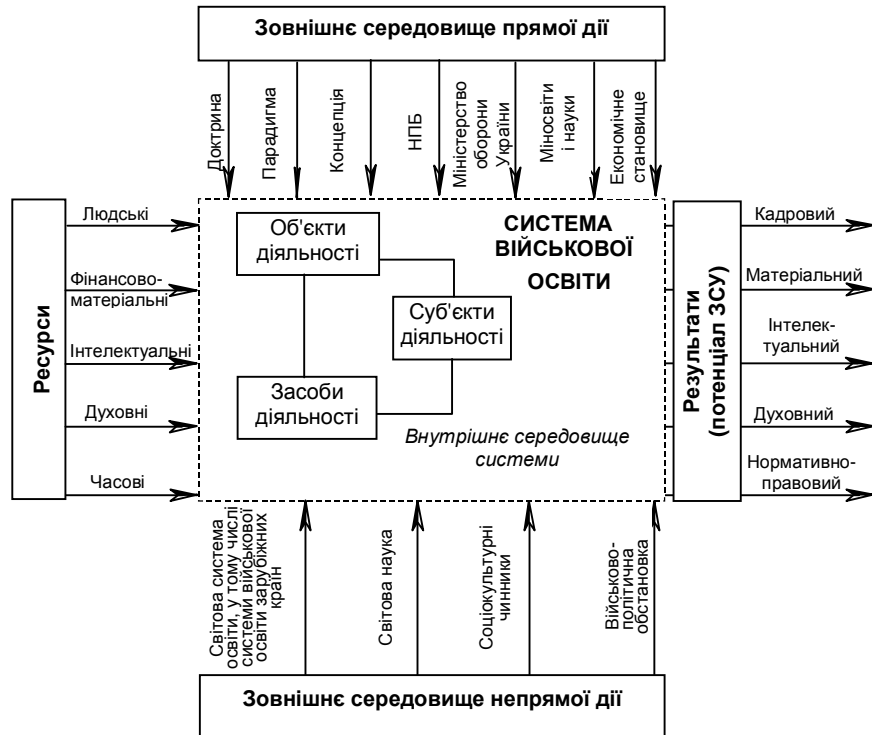 Зовнішнє середовище прямої дії
Доктрина
Парадигма
Концепція
НПБ
Міністерство
оборони
України
Міносвіти
і науки
Економічне
становище
Ресурси
Людські
Фінансово-
матеріальні
Інтелектуальні
Духовні
Часові
СИСТЕМА
ВІЙСЬКОВОЇ
ОСВІТИ
Об'єкти
діяльності
Суб'єкти
діяльності
Засоби
діяльності
Внутрішнє середовище
системи
Результати
(потенціал ЗСУ)
Кадровий
Матеріальний
Інтелек-
туальний
Духовний
Нормативно-
правовий
Світова система
освіти, у тому числі
системи військової
освіти зарубіжних
країн
Світова наука
Соціокультурні
чинники
Військово-
політична
обстановка
Зовнішнє середовище непрямої дії